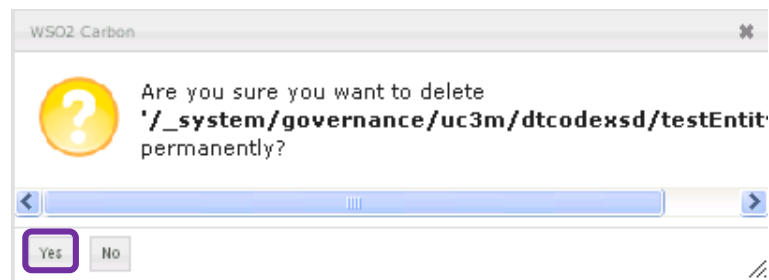 WSO2 Carbon
Are you sure you want to delete
'/_system/governance/uc3m/dtcodexsd/testEntit
permanently?
Yes No